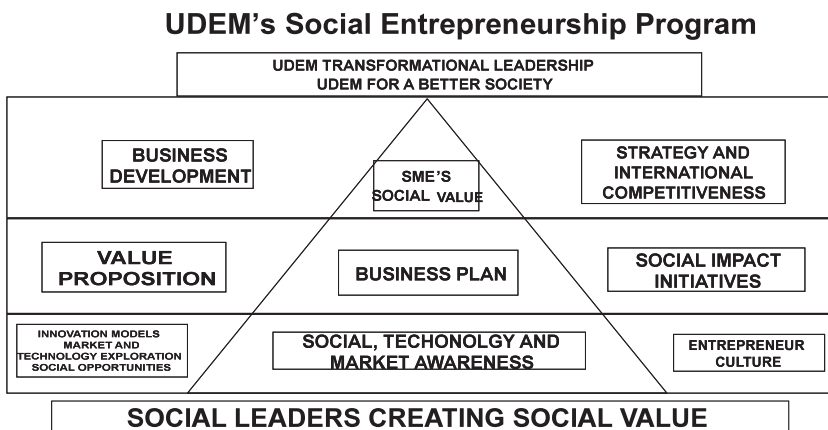 UDEM's Social Entrepreneurship Program
UDEM TRANSFORMATIONAL LEADERSHIP
UDEM FOR A BETTER SOCIETY
BUSINESS
DEVELOPMENT
SME'S
SOCIAL VALUE
STRATEGY AND
INTERNATIONAL
COMPETITIVENESS
VALUE
PROPOSITION
BUSINESS PLAN
SOCIAL IMPACT
INITIATIVES
INNOVATION MODELS
MARKET AND
TECHNOLOGY EXPLORATION
SOCIAL OPPORTUNITIES
SOCIAL, TECHONOLGY AND
MARKET AWARENESS
ENTREPRENEUR
CULTURE
SOCIAL LEADERS CREATING SOCIAL VALUE